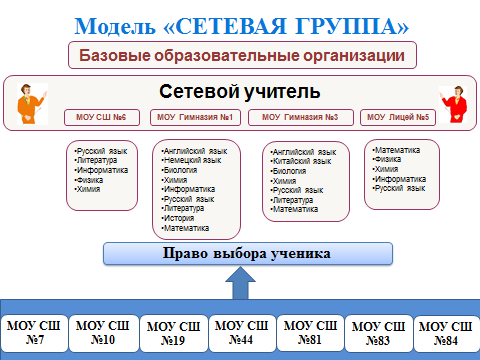 Модель «СЕТЕВАЯ ГРУППА»
Базовые образовательные организации
Сетевой учитель
МОУ СШ №6
МОУ Гимназия №1
МОУ Гимназия №3
МОУ Лицей №5
•Русский язык
•Литература
•Информатика
•Физика
•Химия
•Английский язык
•Немецкий язык
•Биология
•Химия
•Информатика
•Русский язык
•Литература
•История
•Математика
•Английский язык
•Китайский язык
•Биология
•Химия
•Русский язык
•Литература
•Математика
•Математика
•Физика
•Химия
•Информатика
•Русский язык
Право выбора ученика
МОУ СШ
№7
МОУ СШ
№10
МОУ СШ
№19
МОУ СШ
№44
МОУ СШ
№81
МОУ СШ
№83
МОУ СШ
№84